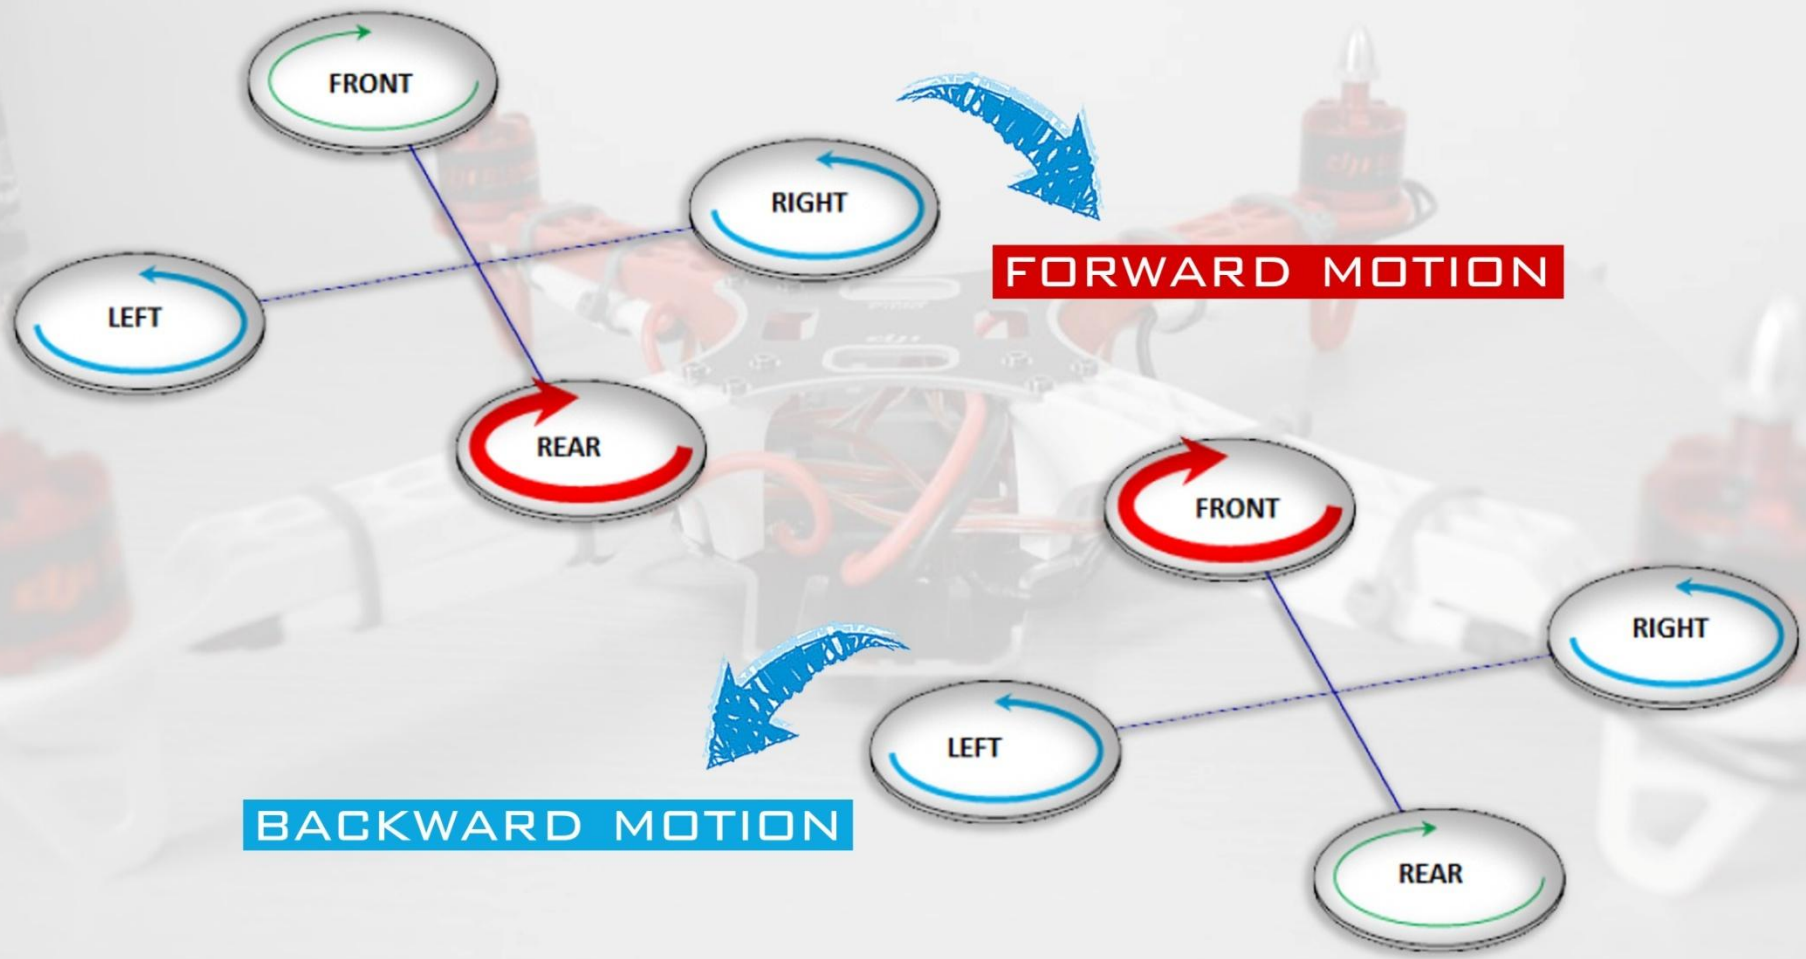 FRONT
RIGHT
LEFT
REAR
FORWARD MOTION
FRONT
RIGHT
LEFT
REAR
BACKWARD MOTION